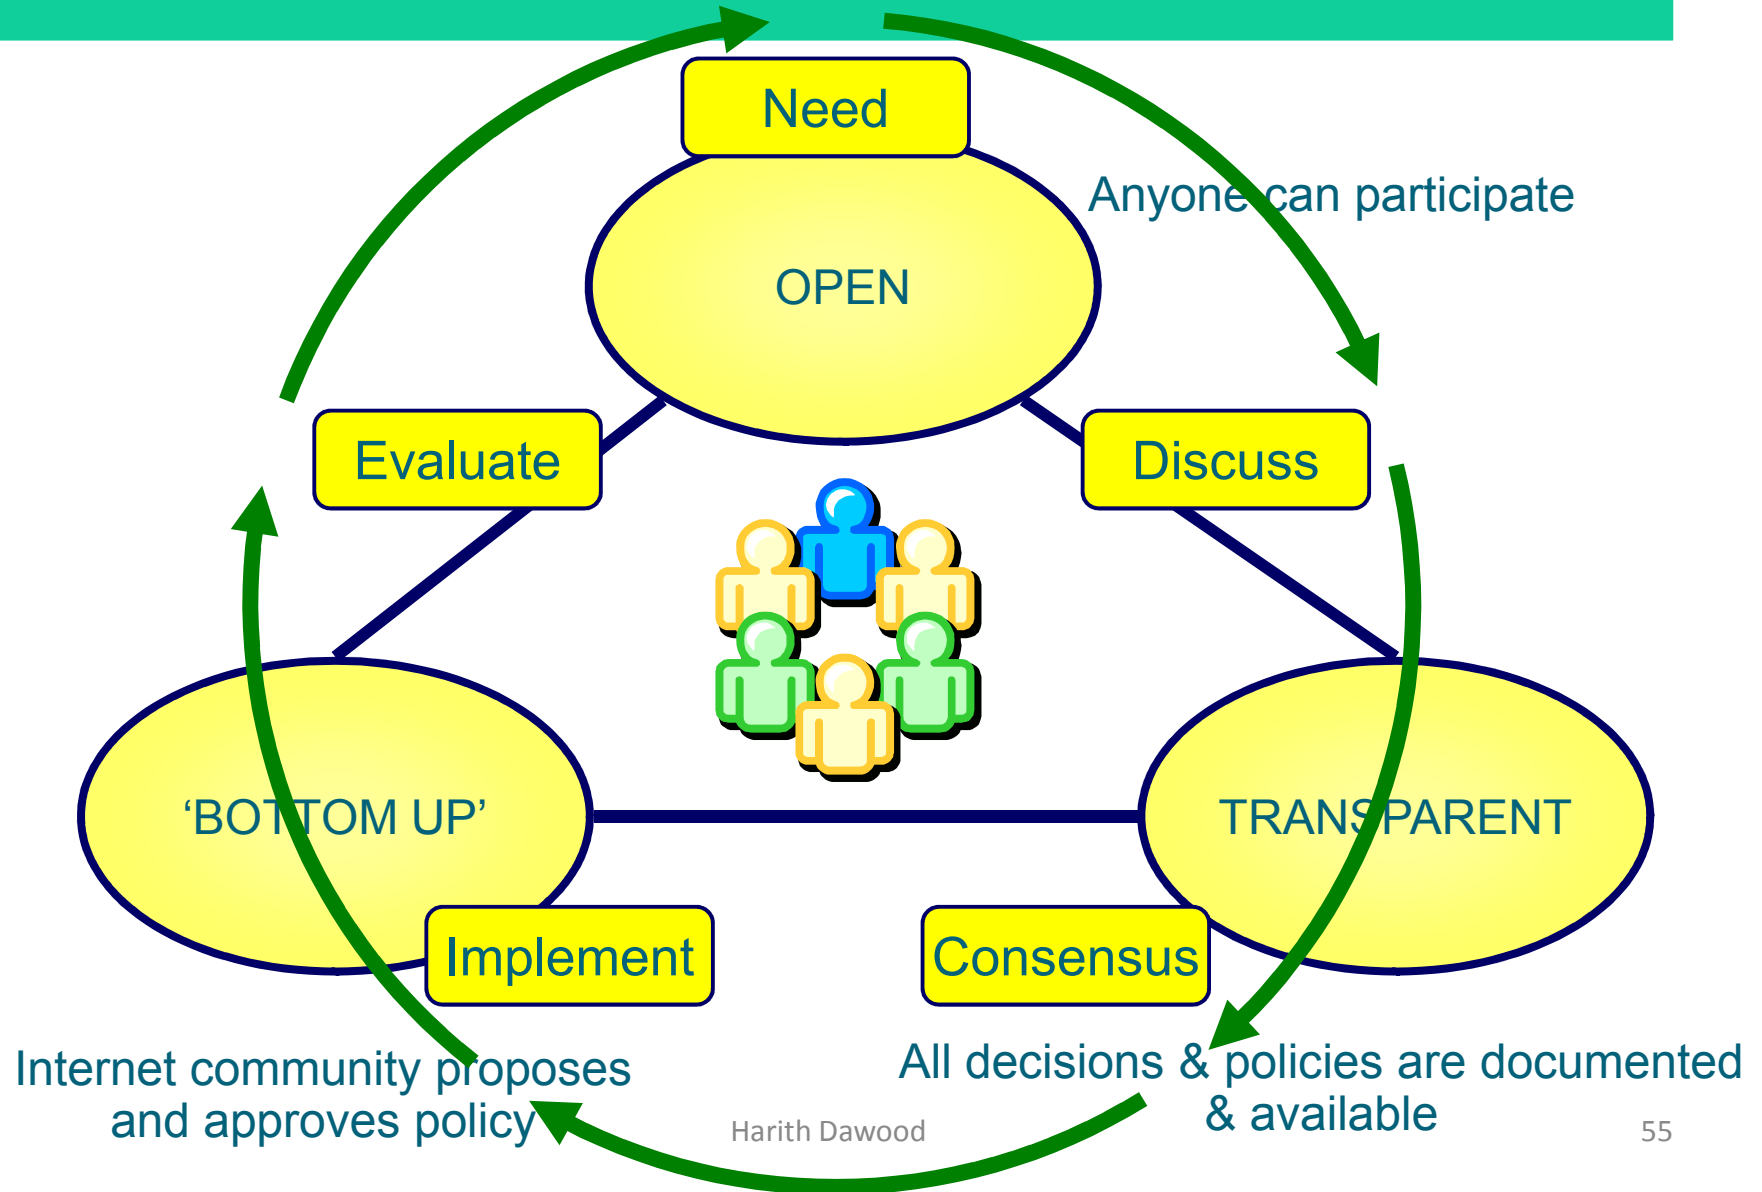 Need
Anyone can participate
OPEN
Evaluate
Discuss
‘BOTTOM UP’
TRANSPARENT
Implement
Consensus
Internet community proposes
and approves policy
All decisions & policies are documented
& available
Harith Dawood
55